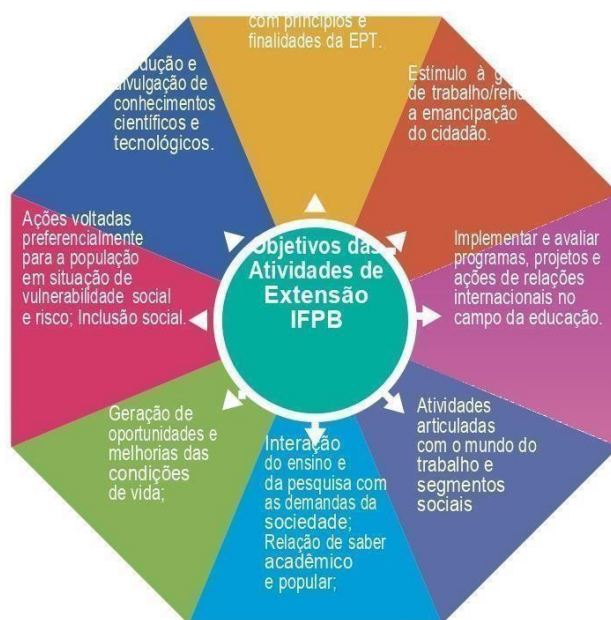 com princípios e
finalidades da EPT.
Estímulo à
de trabalho/
a emancipação
do cidadão.
Implementar e avaliar
programas, projetos e
ações de relações
internacionais no
campo da educação.
Atividades
articuladas
com o mundo do
trabalho e
segmentos
sociais
Interação
do ensino e
da pesquisa com
as demandas da
sociedade;
Relação de saber
acadêmico
e popular;
Geração de
oportunidades e
melhorias das
condições
de vida;
Ações voltadas
preferencialmente
para a população
em situação de
vulnerabilidade social
e risco; Inclusão social.
e
de
conhecimentos
científicos e
tecnológicos.
Objetivos das
Atividades de
Extensão
IFPB